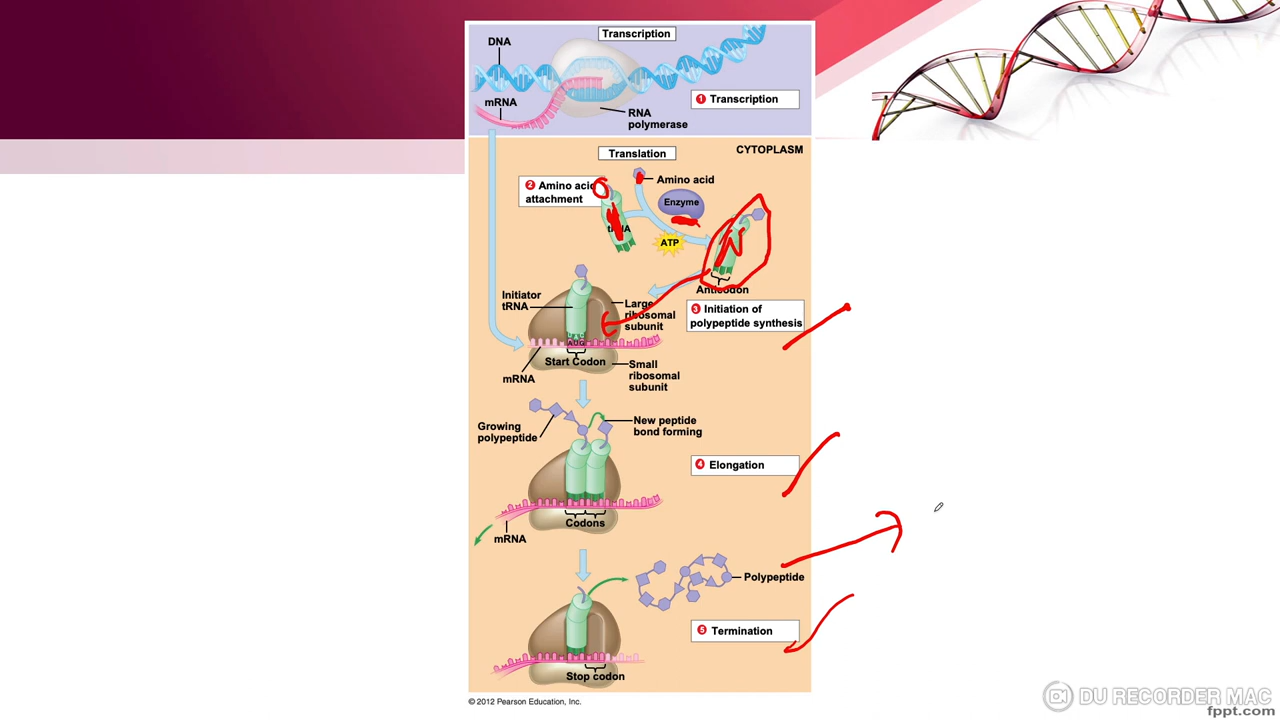 Transcription
DNA
mRNA
RNA
polymerase
1 Transcription
Translation
CYTOPLASM
2 Amino acid
attachment
Amino acid
Enzyme
tRNA
ATP
Anticodon
Initiator
tRNA
Large
ribosomal
subunit
3 Initiation of
polypeptide synthesis
UAC
AUG
Start Codon
mRNA
Small
ribosomal
subunit
Growing
polypeptide
New peptide
bond forming
4 Elongation
Codons
mRNA
Polypeptide
5 Termination
Stop codon
© 2012 Pearson Education, Inc.
DU RECORDER MAC
fppt.com